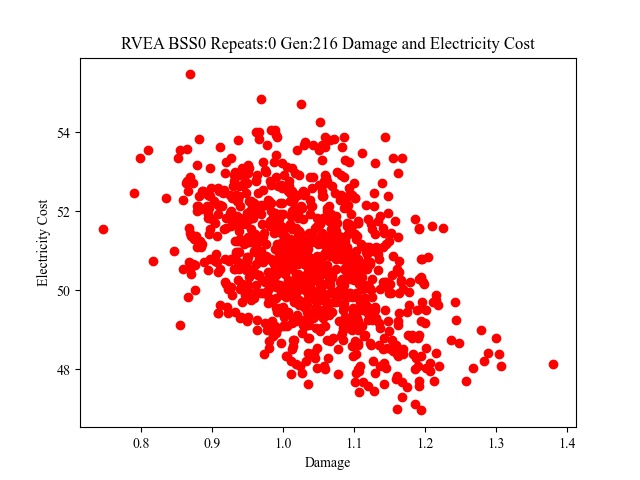 RVEA BSS0 Repeats:0 Gen:216 Damage and Electricity Cost
54
52
50
48
Electricity Cost
0.8 0.9 1.0 1.1 1.2 1.3 1.4
Damage